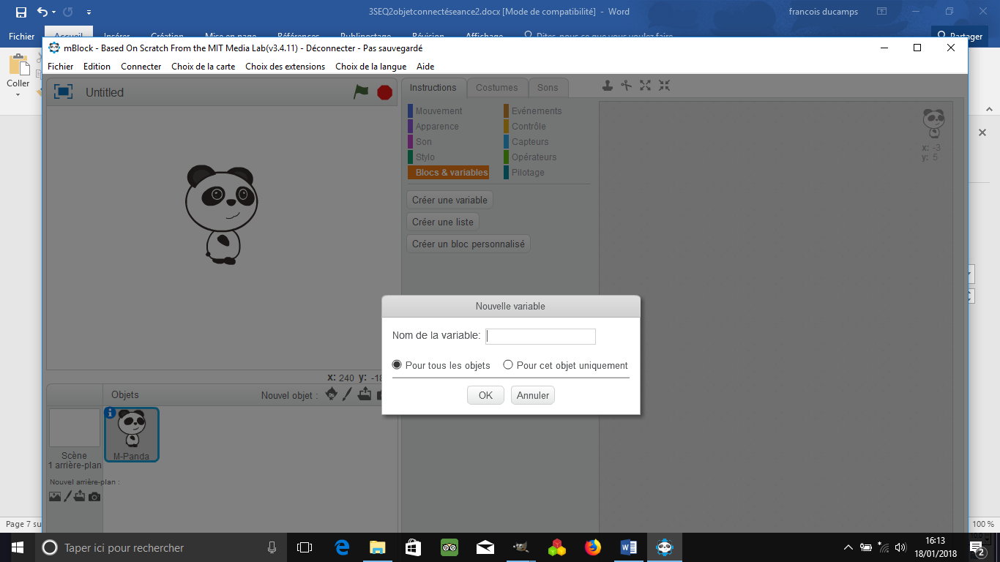 3SEQ2objetconnectéseance2.docx [Mode de compatibilité] - Word
francois ducamps
Fichier Accueil Insérer Création Mise en page Références Publipostage Révision Affichage Dites-nous ce que vous voulez faire Partager
Coller
mBlock - Based On Scratch From the MIT Media Lab(v3.4.11) - Déconnecter - Pas sauvegardé
Fichier Edition Connecter Choix de la carte Choix des extensions Choix de la langue Aide
Untitled
Instructions Costumes Sons
Mouvement Evénements
Apparence Contrôle
Son Capteurs
Stylo Opérateurs
Blocs & variables Pilotage
x: -3
y: 5
Créer une variable
Créer une liste
Créer un bloc personnalisé
Nouvelle variable
Nom de la variable:
Pour tous les objets Pour cet objet uniquement
OK Annuler
x: 240 y: -18
Objets Nouvel objet :
Scène
1 arrière-plan
M-Panda
Nouvel arrière-plan :
Page 7 su
100 %
Taper ici pour rechercher
16:13
18/01/2018
2